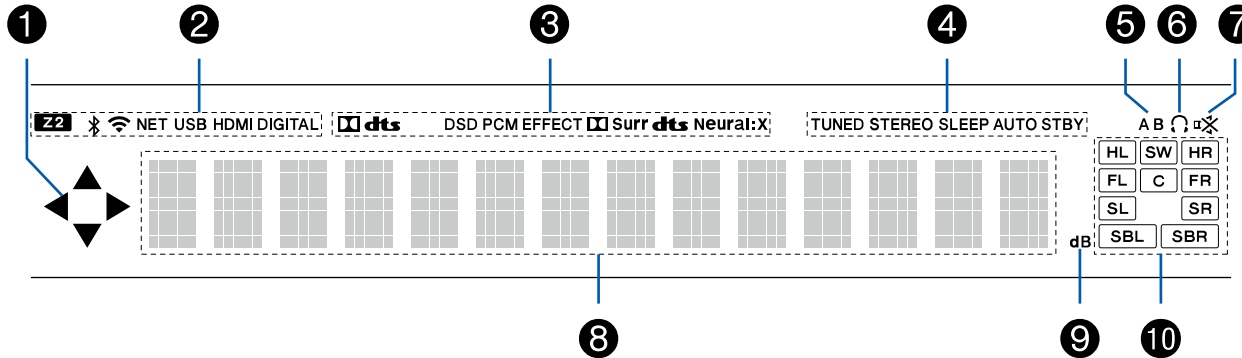 1 2 3 4 5 6 7
Z2 NET USB HDMI DIGITAL dts DSD PCM EFFECT Surr dts Neural:X TUNED STEREO SLEEP AUTO STBY A B
HL SW HR
FL C FR
SL SR
dB SBL SBR
8 9 10